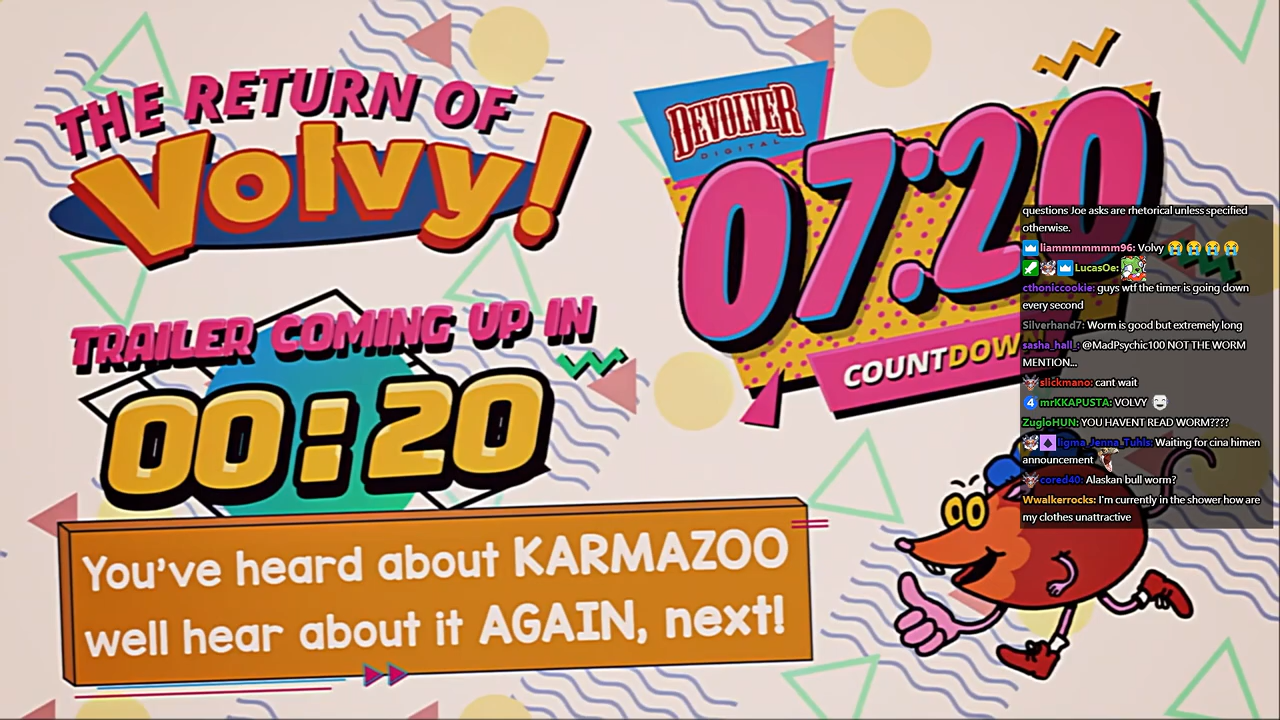 THE RETURN OF
Volvy!
DEVOLVER
DIGITAL
07:20
COUNTDOWN
TRAILER COMING UP IN
00:20
You've heard about KARMAZOO
well hear about it AGAIN, next!
questions Joe asks are rhetorical unless specified
otherwise.
liammmmmmm96: Volvy 😭 😭 😭 😭
LucasOe:
cthoniccookie: guys wtf the timer is going down
every second
Silverhand7: Worm is good but extremely long
sasha_hall_: @MadPsychic100 NOT THE WORM
MENTION...
slickmano: cant wait
4 mrKKAPUSTA: VOLVY
ZugloHUN: YOU HAVENT READ WORM????
ligma_Jenna_Tuhls: Waiting for cina himen
announcement
cored40: Alaskan bull worm?
Wwalkerrocks: I'm currently in the shower how are
my clothes unattractive